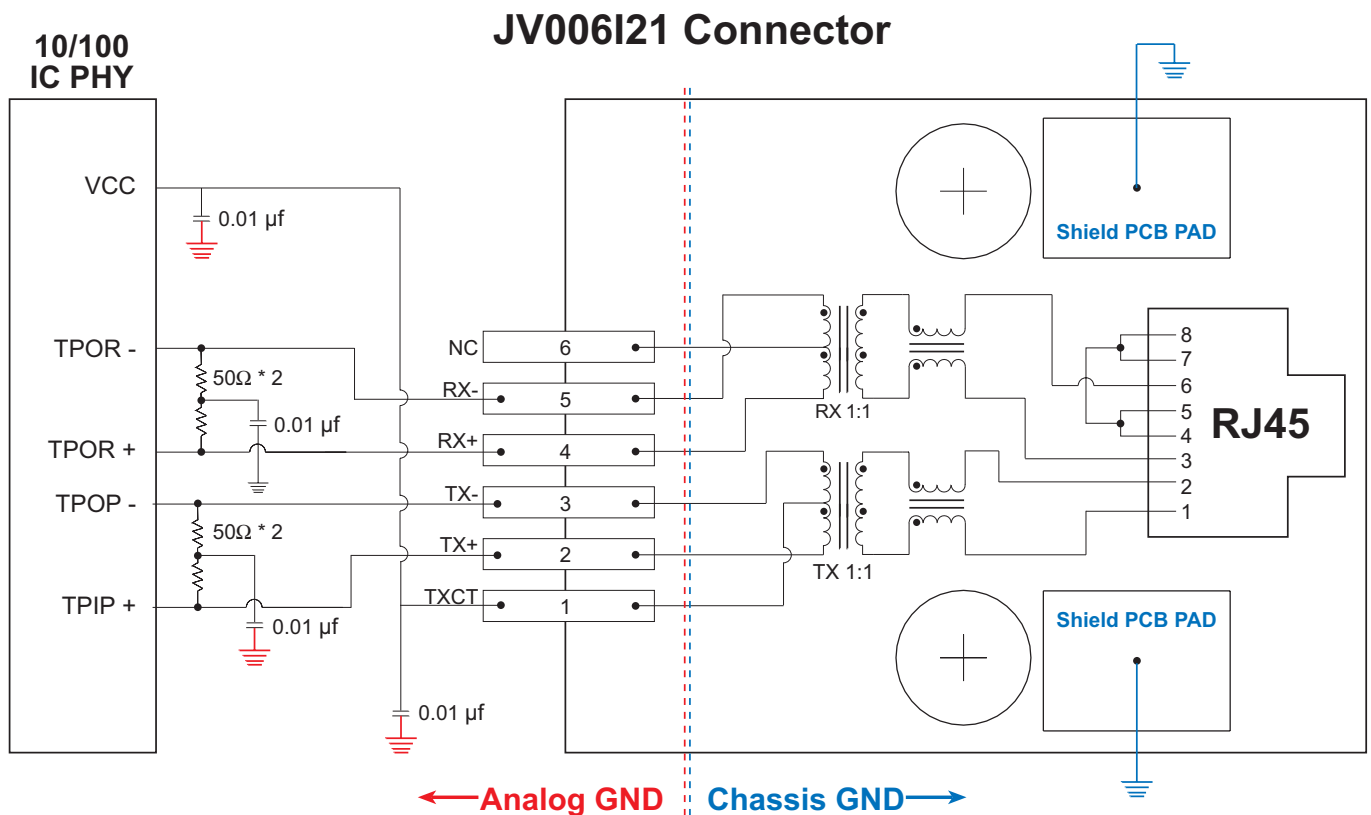 JV006I21 Connector
10/100
IC PHY
VCC
0.01 µf
Shield PCB PAD
TPOR -
50Ω * 2
0.01 µf
TPOR +
TPOP -
50Ω * 2
TPIP +
0.01 µf
0.01 µf
NC
6
RX-
5
RX+
4
TX-
3
TX+
2
TXCT
1
RX 1:1
TX 1:1
8
7
6
5
4
3
2
1
RJ45
Shield PCB PAD
Analog GND
Chassis GND